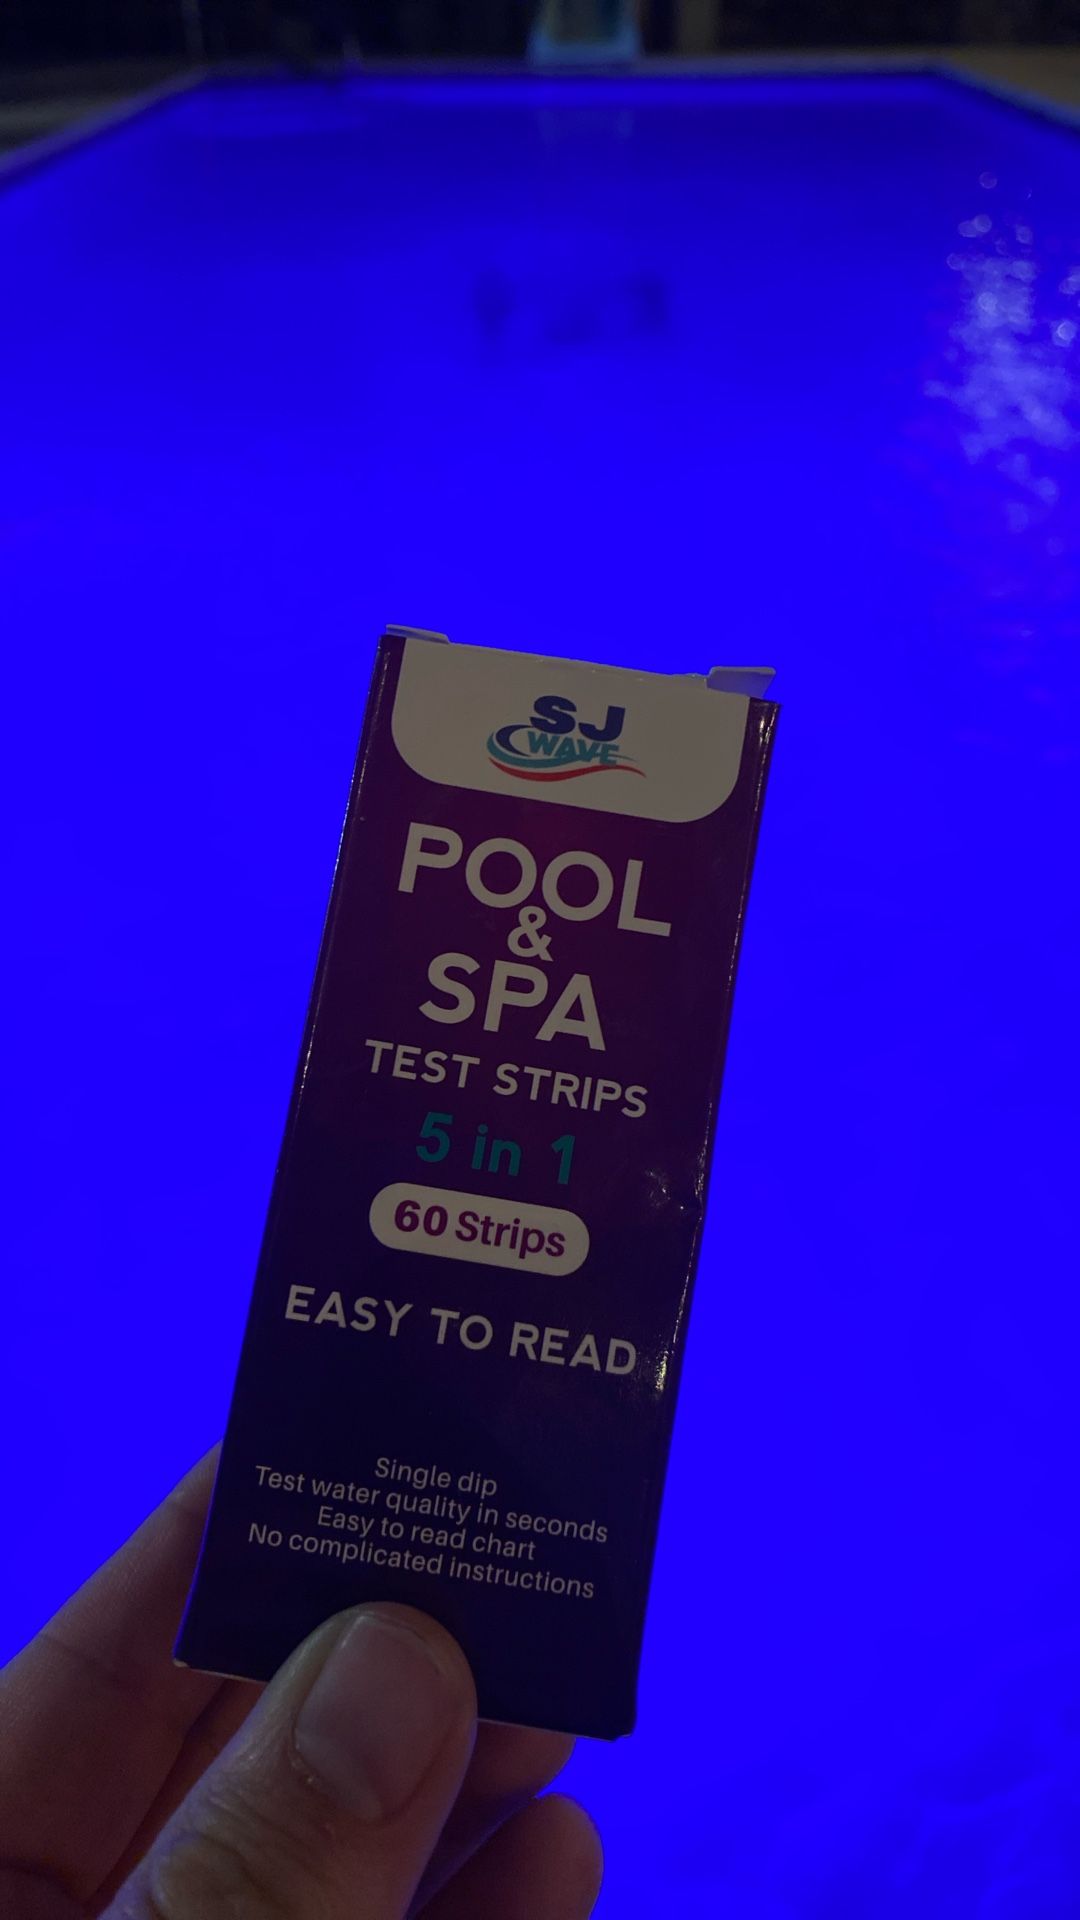 SJ
WAVE
POOL
&
SPA
TEST STRIPS
5 in 1
60 Strips
EASY TO READ
Single dip
Test water quality in seconds
Easy to read chart
No complicated instructions